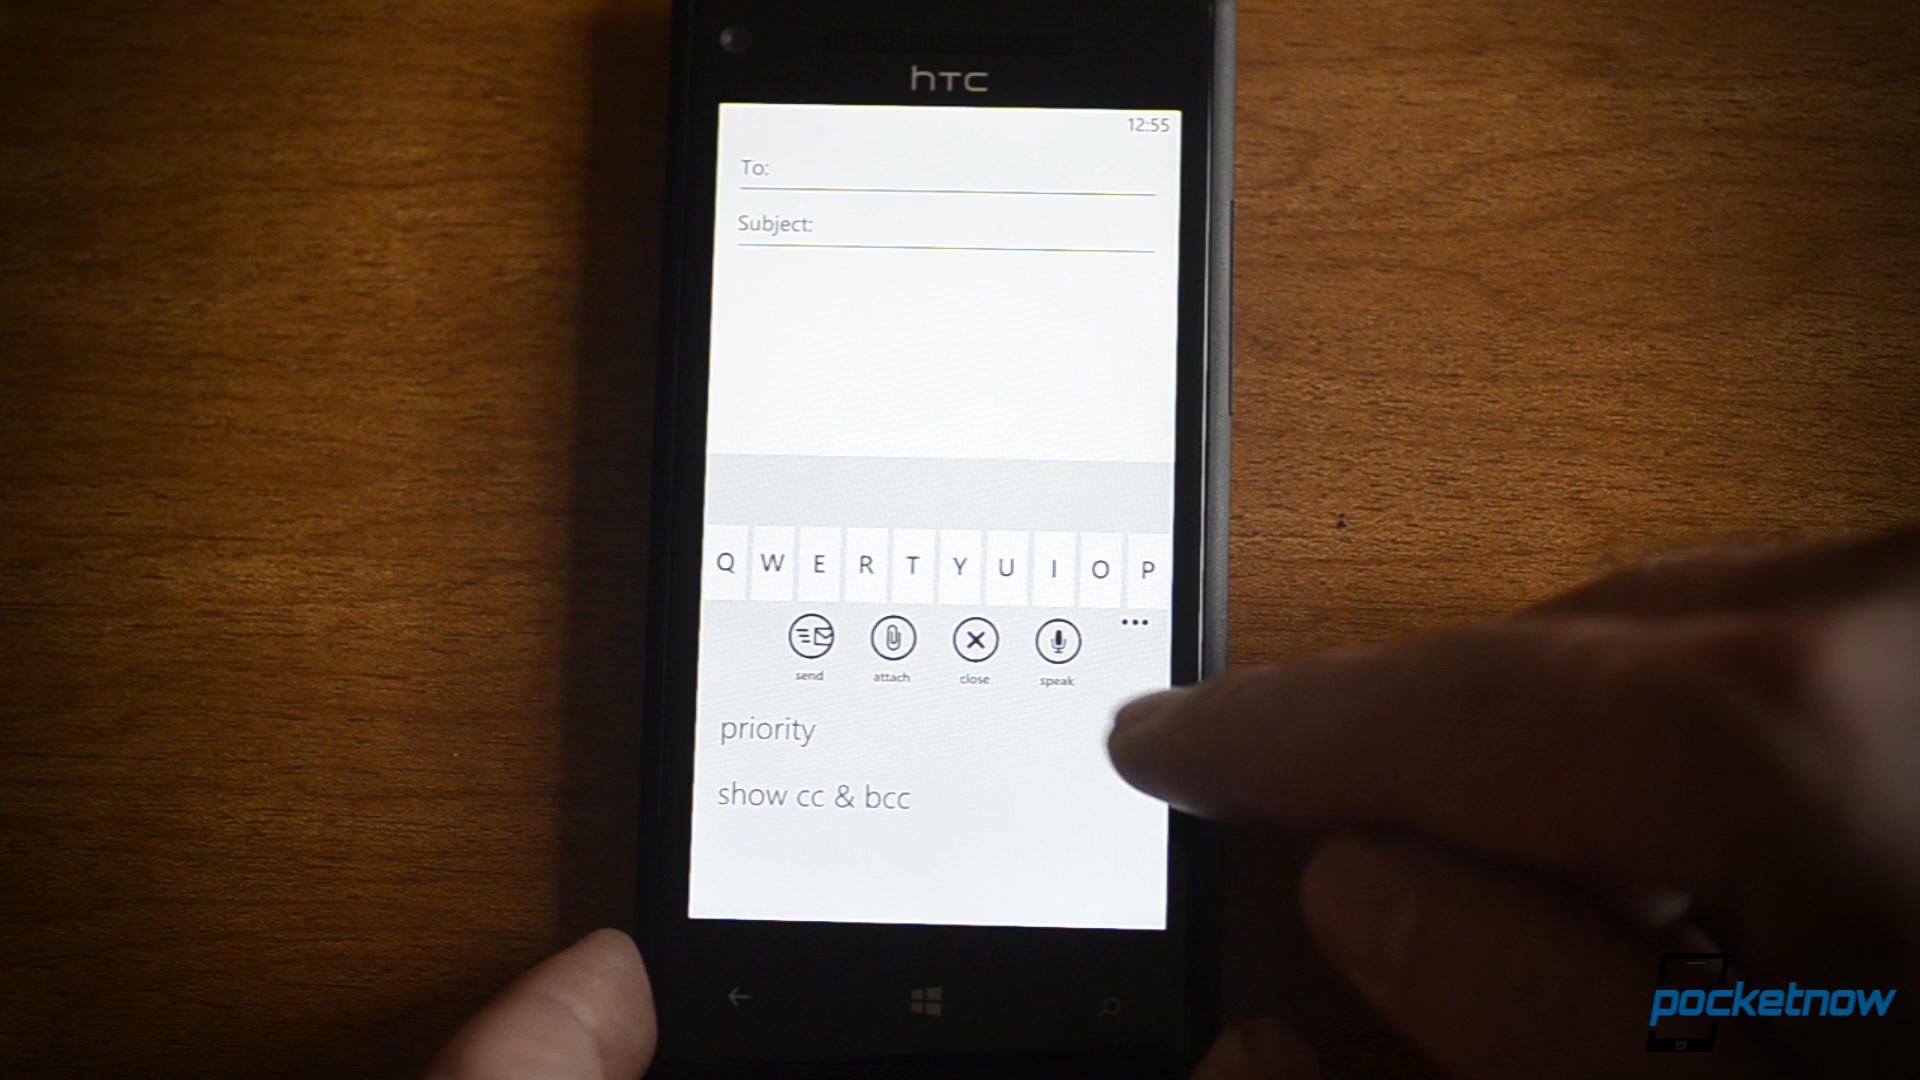 hTC
12:55
To:
Subject:
Q W E R T Y U I O P
send attach close speak
priority
show cc & bcc
pocketnow